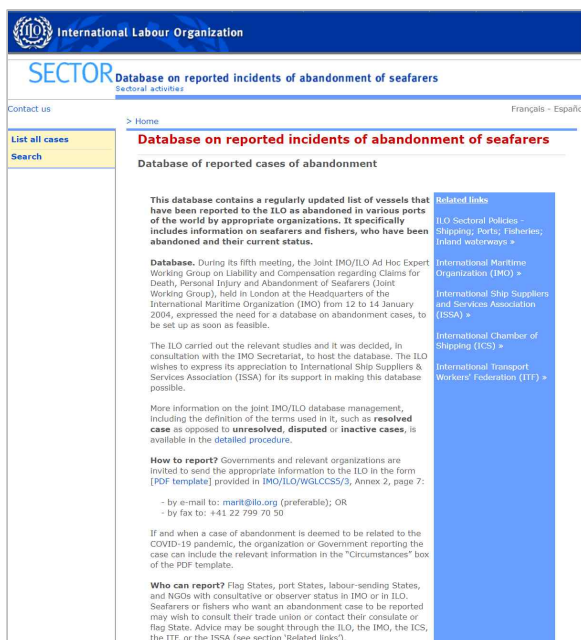 International Labour Organization
SECTOR Database on reported incidents of abandonment of seafarers
Sectoral activities
Contact us
Français - Españo
> Home
List all cases
Search
Database on reported incidents of abandonment of seafarers
Database of reported cases of abandonment
This database contains a regularly updated list of vessels that
have been reported to the ILO as abandoned in various ports
of the world by appropriate organizations. It specifically
includes information on seafarers and fishers, who have been
abandoned and their current status.
Database. During its fifth meeting, the Joint IMO/ILO Ad Hoc Expert
Working Group on Liability and Compensation regarding Claims for
Death, Personal Injury and Abandonment of Seafarers (Joint
Working Group), held in London at the Headquarters of the
International Maritime Organization (IMO) from 12 to 14 January
2004, expressed the need for a database on abandonment cases, to
be set up as soon as feasible.
The ILO carried out the relevant studies and it was decided, in
consultation with the IMO Secretariat, to host the database. The ILO
wishes to express its appreciation to International Ship Suppliers &
Services Association (ISSA) for its support in making this database
possible.
More information on the joint IMO/ILO database management,
including the definition of the terms used in it, such as resolved
case as opposed to unresolved, disputed or inactive cases, is
available in the detailed procedure.
How to report? Governments and relevant organizations are
invited to send the appropriate information to the ILO in the form
[PDF template] provided in IMO/ILO/WGLCCS5/3, Annex 2, page 7:
- by e-mail to: marit@ilo.org (preferable); OR
- by fax to: +41 22 799 70 50
If and when a case of abandonment is deemed to be related to the
COVID-19 pandemic, the organization or Government reporting the
case can include the relevant information in the "Circumstances" box
of the PDF template.
Who can report? Flag States, port States, labour-sending States,
and NGOs with consultative or observer status in IMO or in ILO.
Seafarers or fishers who want an abandonment case to be reported
may wish to consult their trade union or contact their consulate or
flag State. Advice may be sought through the ILO, the IMO, the ICS,
the ITF, or the ISSA (see section 'Related links').
Related links
ILO Sectoral Policies -
Shipping; Ports; Fisheries;
Inland waterways »
International Maritime
Organization (IMO) »
International Ship Suppliers
and Services Association
(ISSA) »
International Chamber of
Shipping (ICS) »
International Transport
Workers' Federation (ITF) »